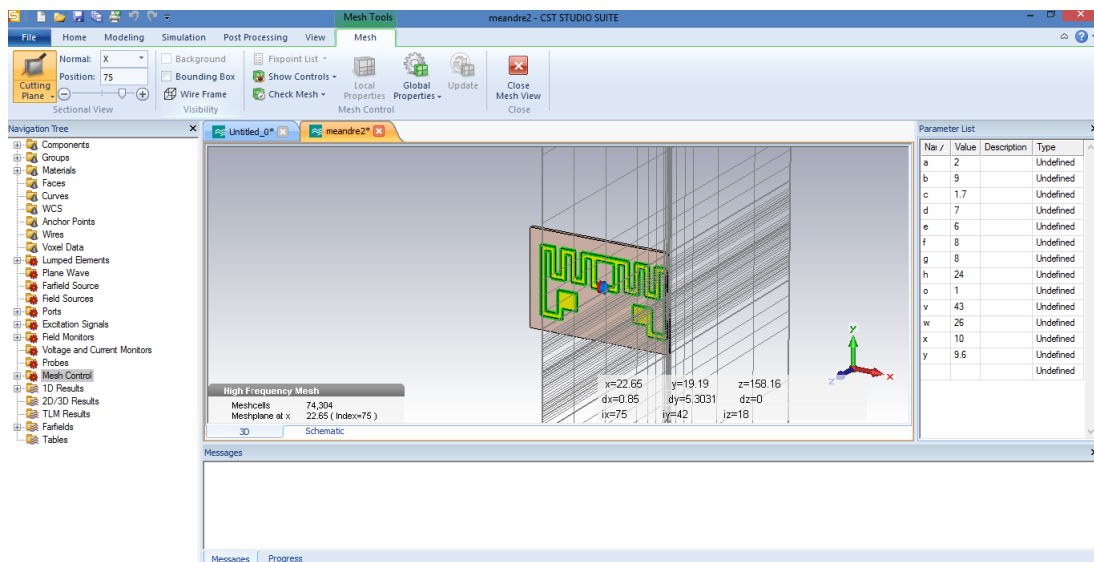 Mesh Tools
meandre2 - CST STUDIO SUITE
File Home Modeling Simulation Post Processing View Mesh
Normal: X
Position: 75
Cutting Plane
Sectional View
Background
Bounding Box
Wire Frame
Visibility
Fixpoint List
Show Controls
Check Mesh
Local Properties
Global Properties
Update
Mesh Control
Close Mesh View
Close
Navigation Tree
Components
Groups
Materials
Faces
Curves
WCS
Anchor Points
Wires
Voxel Data
Lumped Elements
Plane Wave
Farfield Source
Field Sources
Ports
Excitation Signals
Field Monitors
Voltage and Current Monitors
Probes
Mesh Control
1D Results
2D/3D Results
TLM Results
Farfields
Tables
Untitled_0*
meandre2*
High Frequency Mesh
Meshcells 74,304
Meshplane at x 22.65 ( Index=75 )
x=22.65 y=19.19 z=158.16
dx=0.85 dy=5.3031 dz=0
ix=75 iy=42 iz=18
y
z
x
3D Schematic
Parameter List
Nai / Value Description Type
a 2 Undefined
b 9 Undefined
c 1.7 Undefined
d 7 Undefined
e 6 Undefined
f 8 Undefined
g 8 Undefined
h 24 Undefined
o 1 Undefined
v 43 Undefined
w 26 Undefined
x 10 Undefined
y 9.6 Undefined
Undefined
Messages
Messages Progress